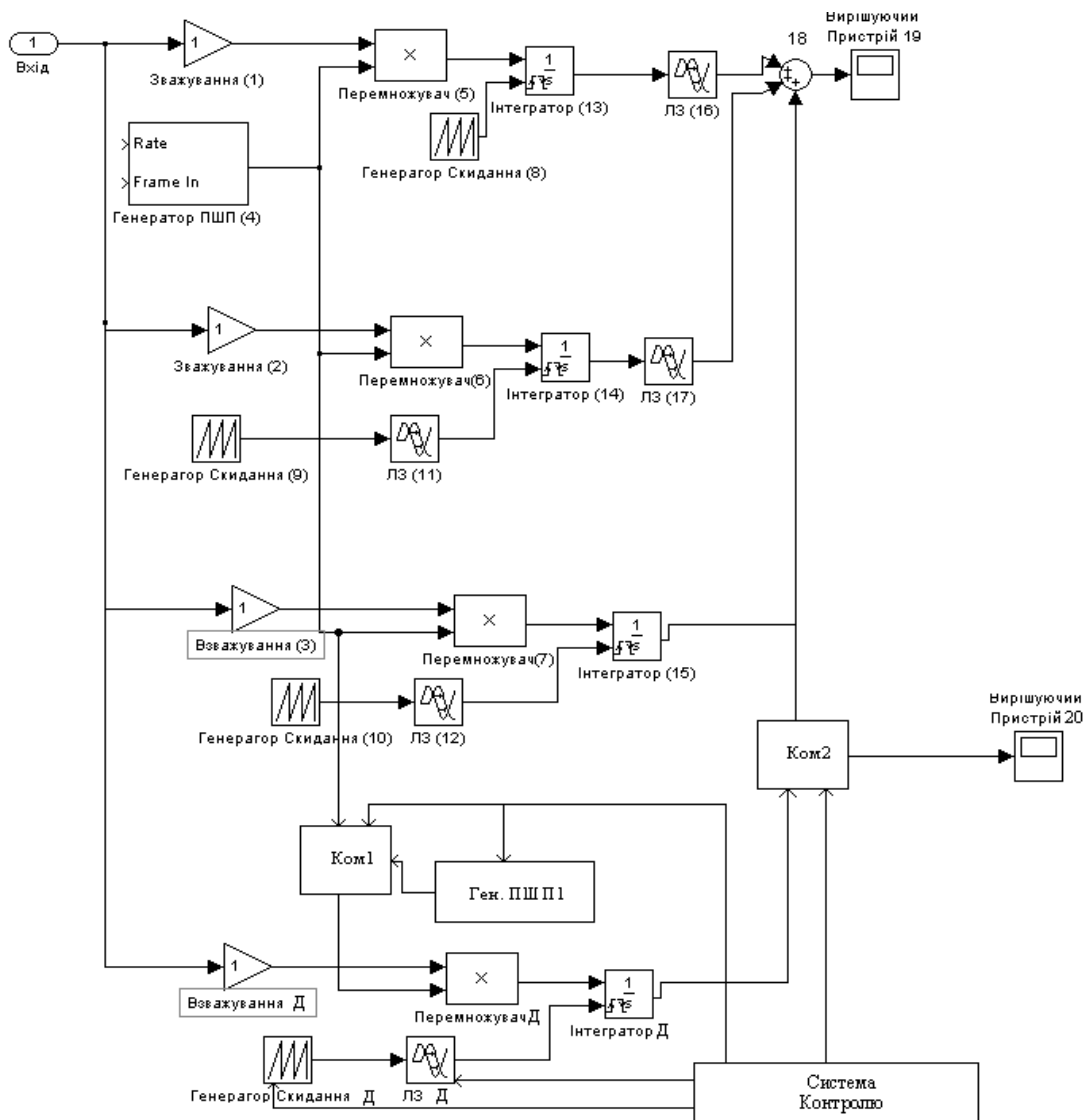 Вирішуючий
Пристрій 19
18
1
Вхід
1
Зважування (1)
×
Перемножувач (5)
1
s
Інтегратор (13)
ЛЗ (16)
Rate
Frame In
Генератор ПШП (4)
Генерагор Скидання (8)
1
Зважування (2)
×
Перемножувач(6)
1
s
Інтегратор (14)
ЛЗ (17)
Генерагор Скидання (9)
ЛЗ (11)
1
Взважування (3)
×
Перемножувач(7)
1
s
Інтегратор (15)
Генерагор Скидання (10)
ЛЗ (12)
Вирішуючий
Пристрій 20
Ком2
Ком1
Ген. ПШП1
1
Взважування Д
×
Перемножувач Д
1
s
Інтегратор Д
Генерагор Скидання Д
ЛЗ Д
Система
Контролю